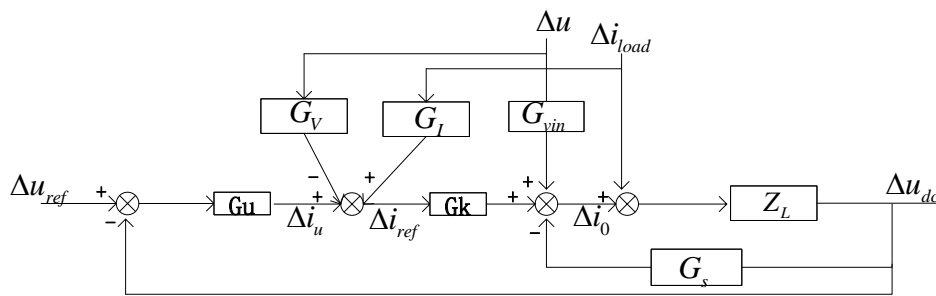 Δu
Δi_load
G_V
G_I
G_vin
Δu_ref
+
-
Gu
Δi_u
-
+
+
Δi_ref
Gk
+
+
-
Δi_0
+
Z_L
Δu_dc
G_s